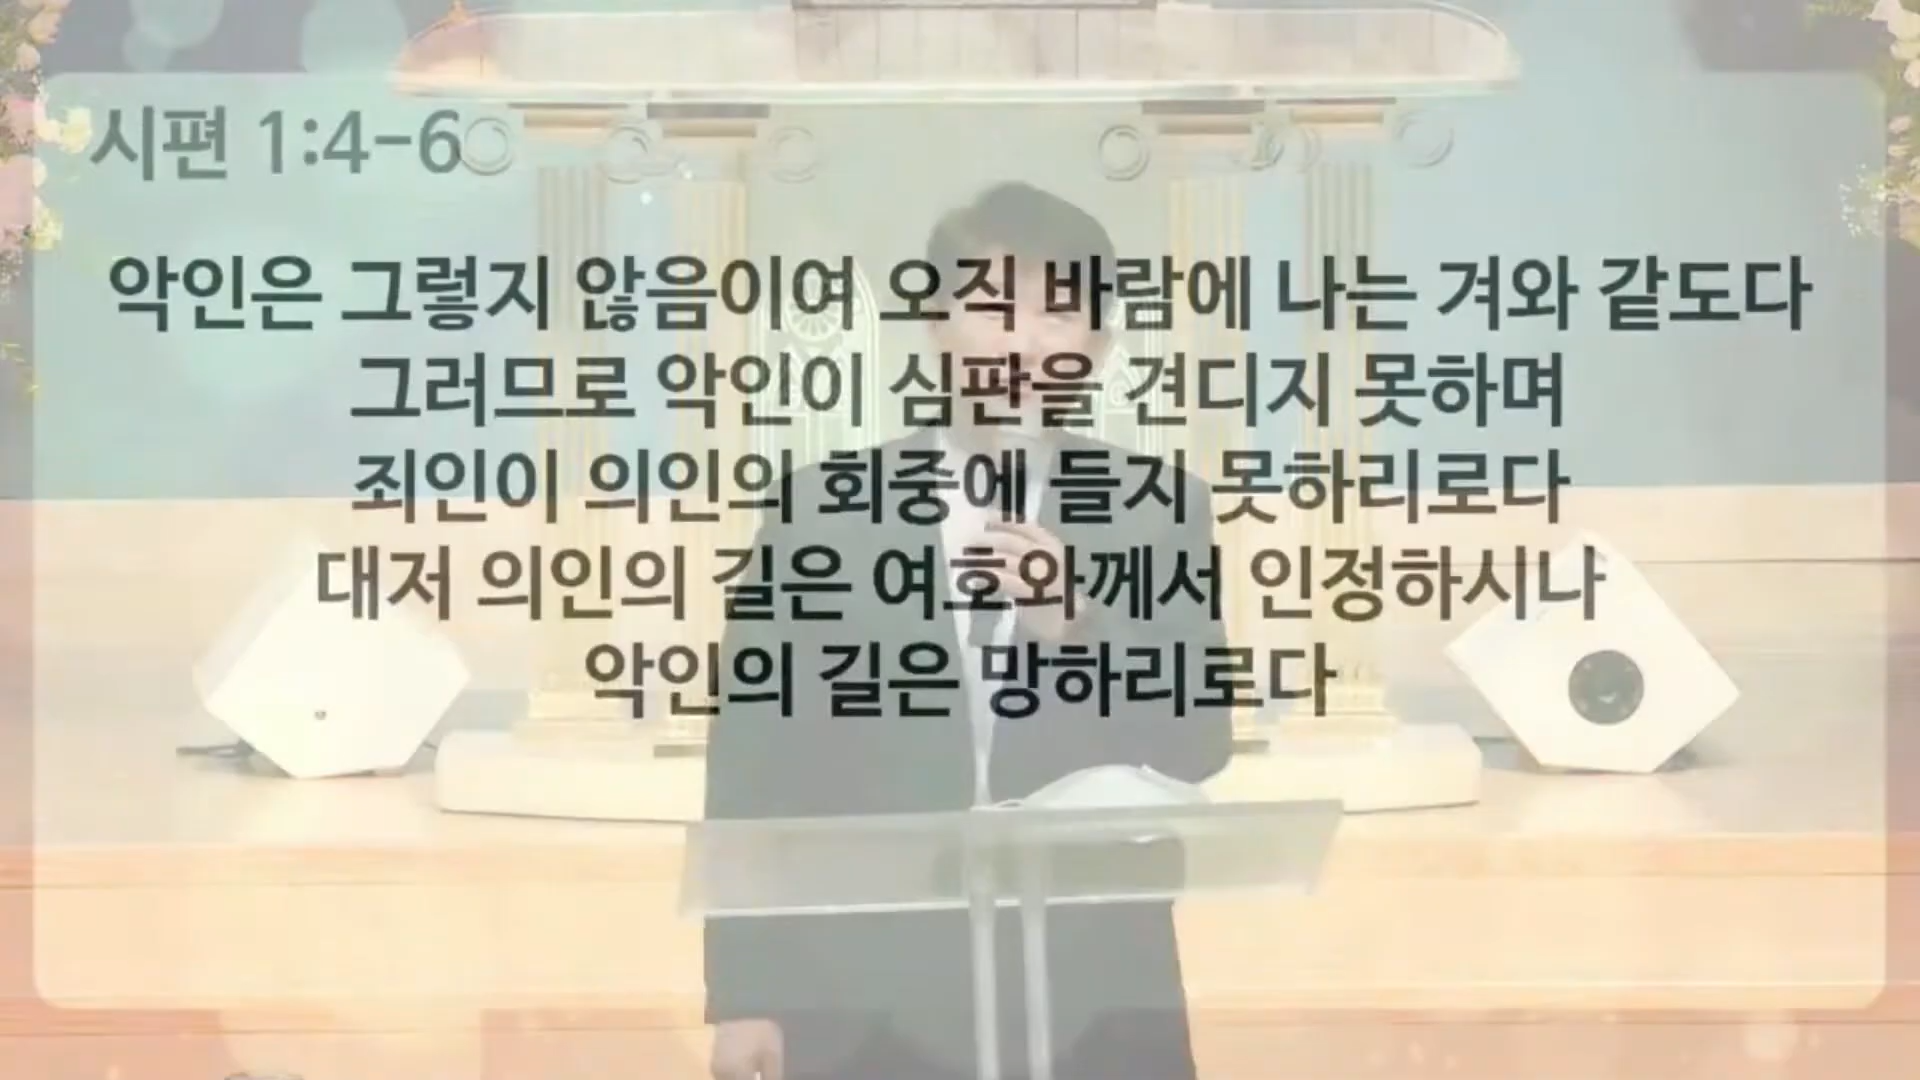 시편 1:4-6
악인은 그렇지 않음이여 오직 바람에 나는 겨와 같도다
그러므로 악인이 심판을 견디지 못하며
죄인이 의인의 회중에 들지 못하리로다
대저 의인의 길은 여호와께서 인정하시나
악인의 길은 망하리로다